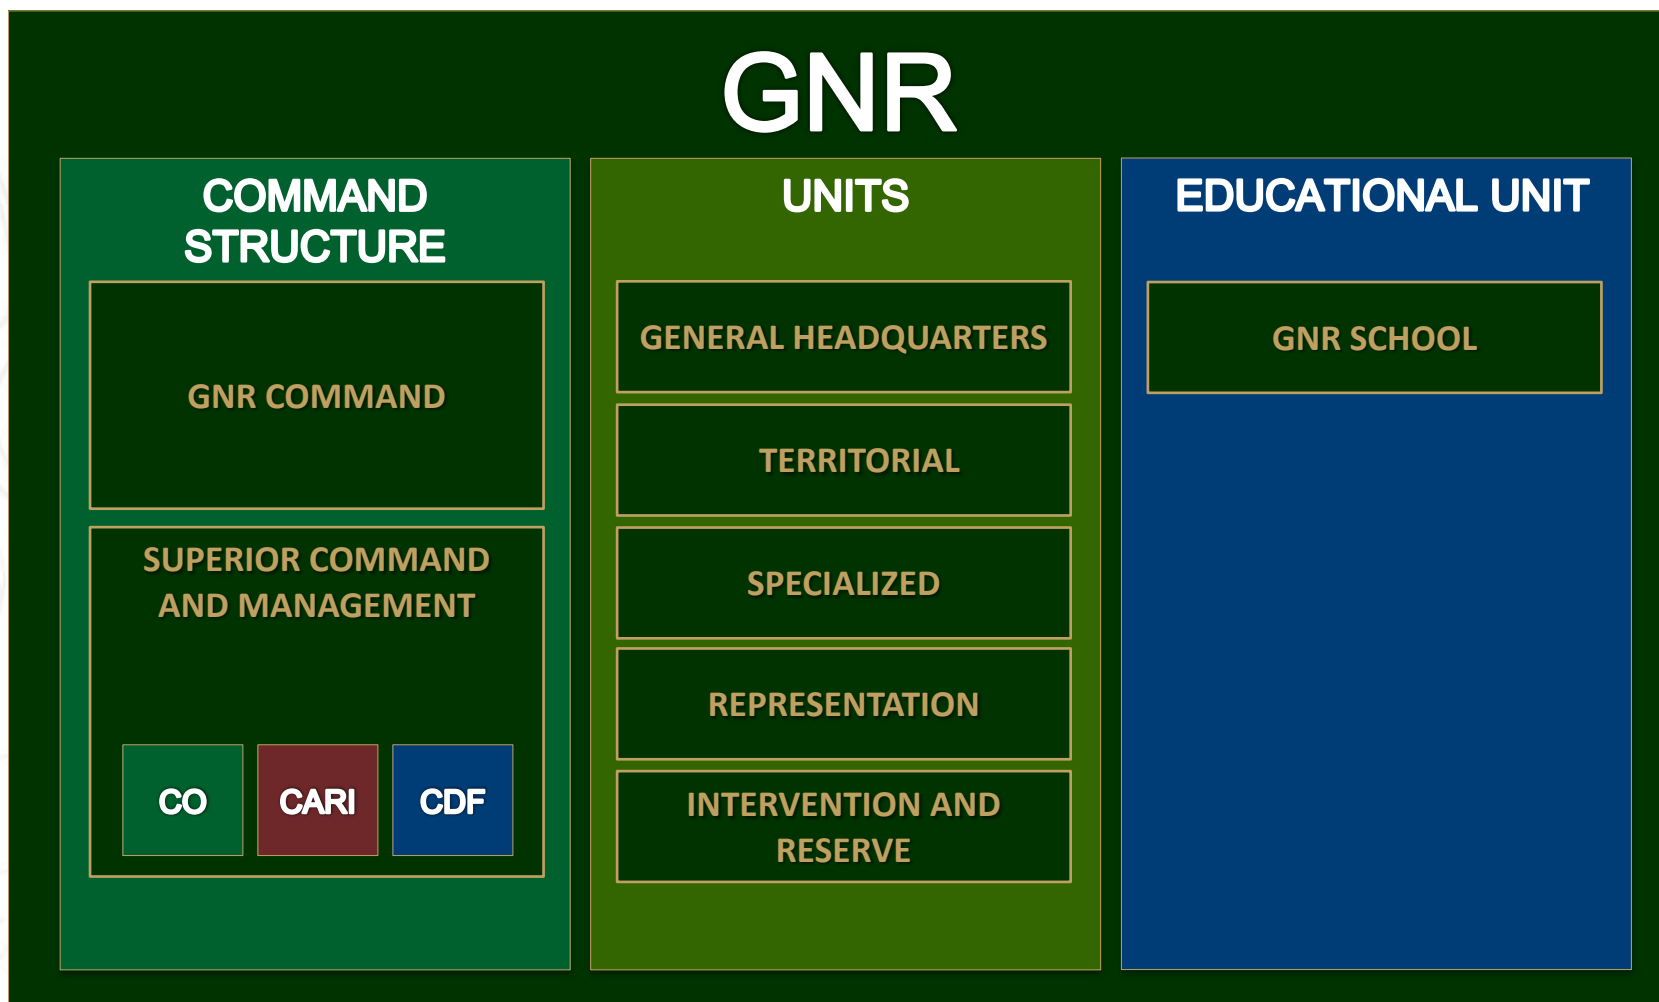 GNR
COMMAND
STRUCTURE
GNR COMMAND
SUPERIOR COMMAND
AND MANAGEMENT
CO
CARI
CDF
UNITS
GENERAL HEADQUARTERS
TERRITORIAL
SPECIALIZED
REPRESENTATION
INTERVENTION AND
RESERVE
EDUCATIONAL UNIT
GNR SCHOOL